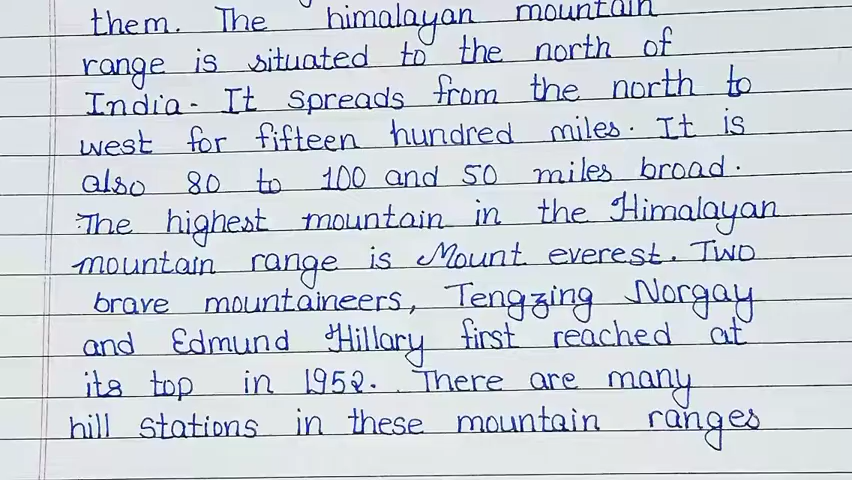 them. The himalayan mountain
range is situated to the north of
India. It spreads from the north to
west for fifteen hundred miles. It is
also 80 to 100 and 50 miles broad.
The highest mountain in the Himalayan
mountain range is Mount everest. Two
brave mountaineers, Tengzing Norgay
and Edmund Hillary first reached at
its top in 1952. There are many
hill stations in these mountain ranges